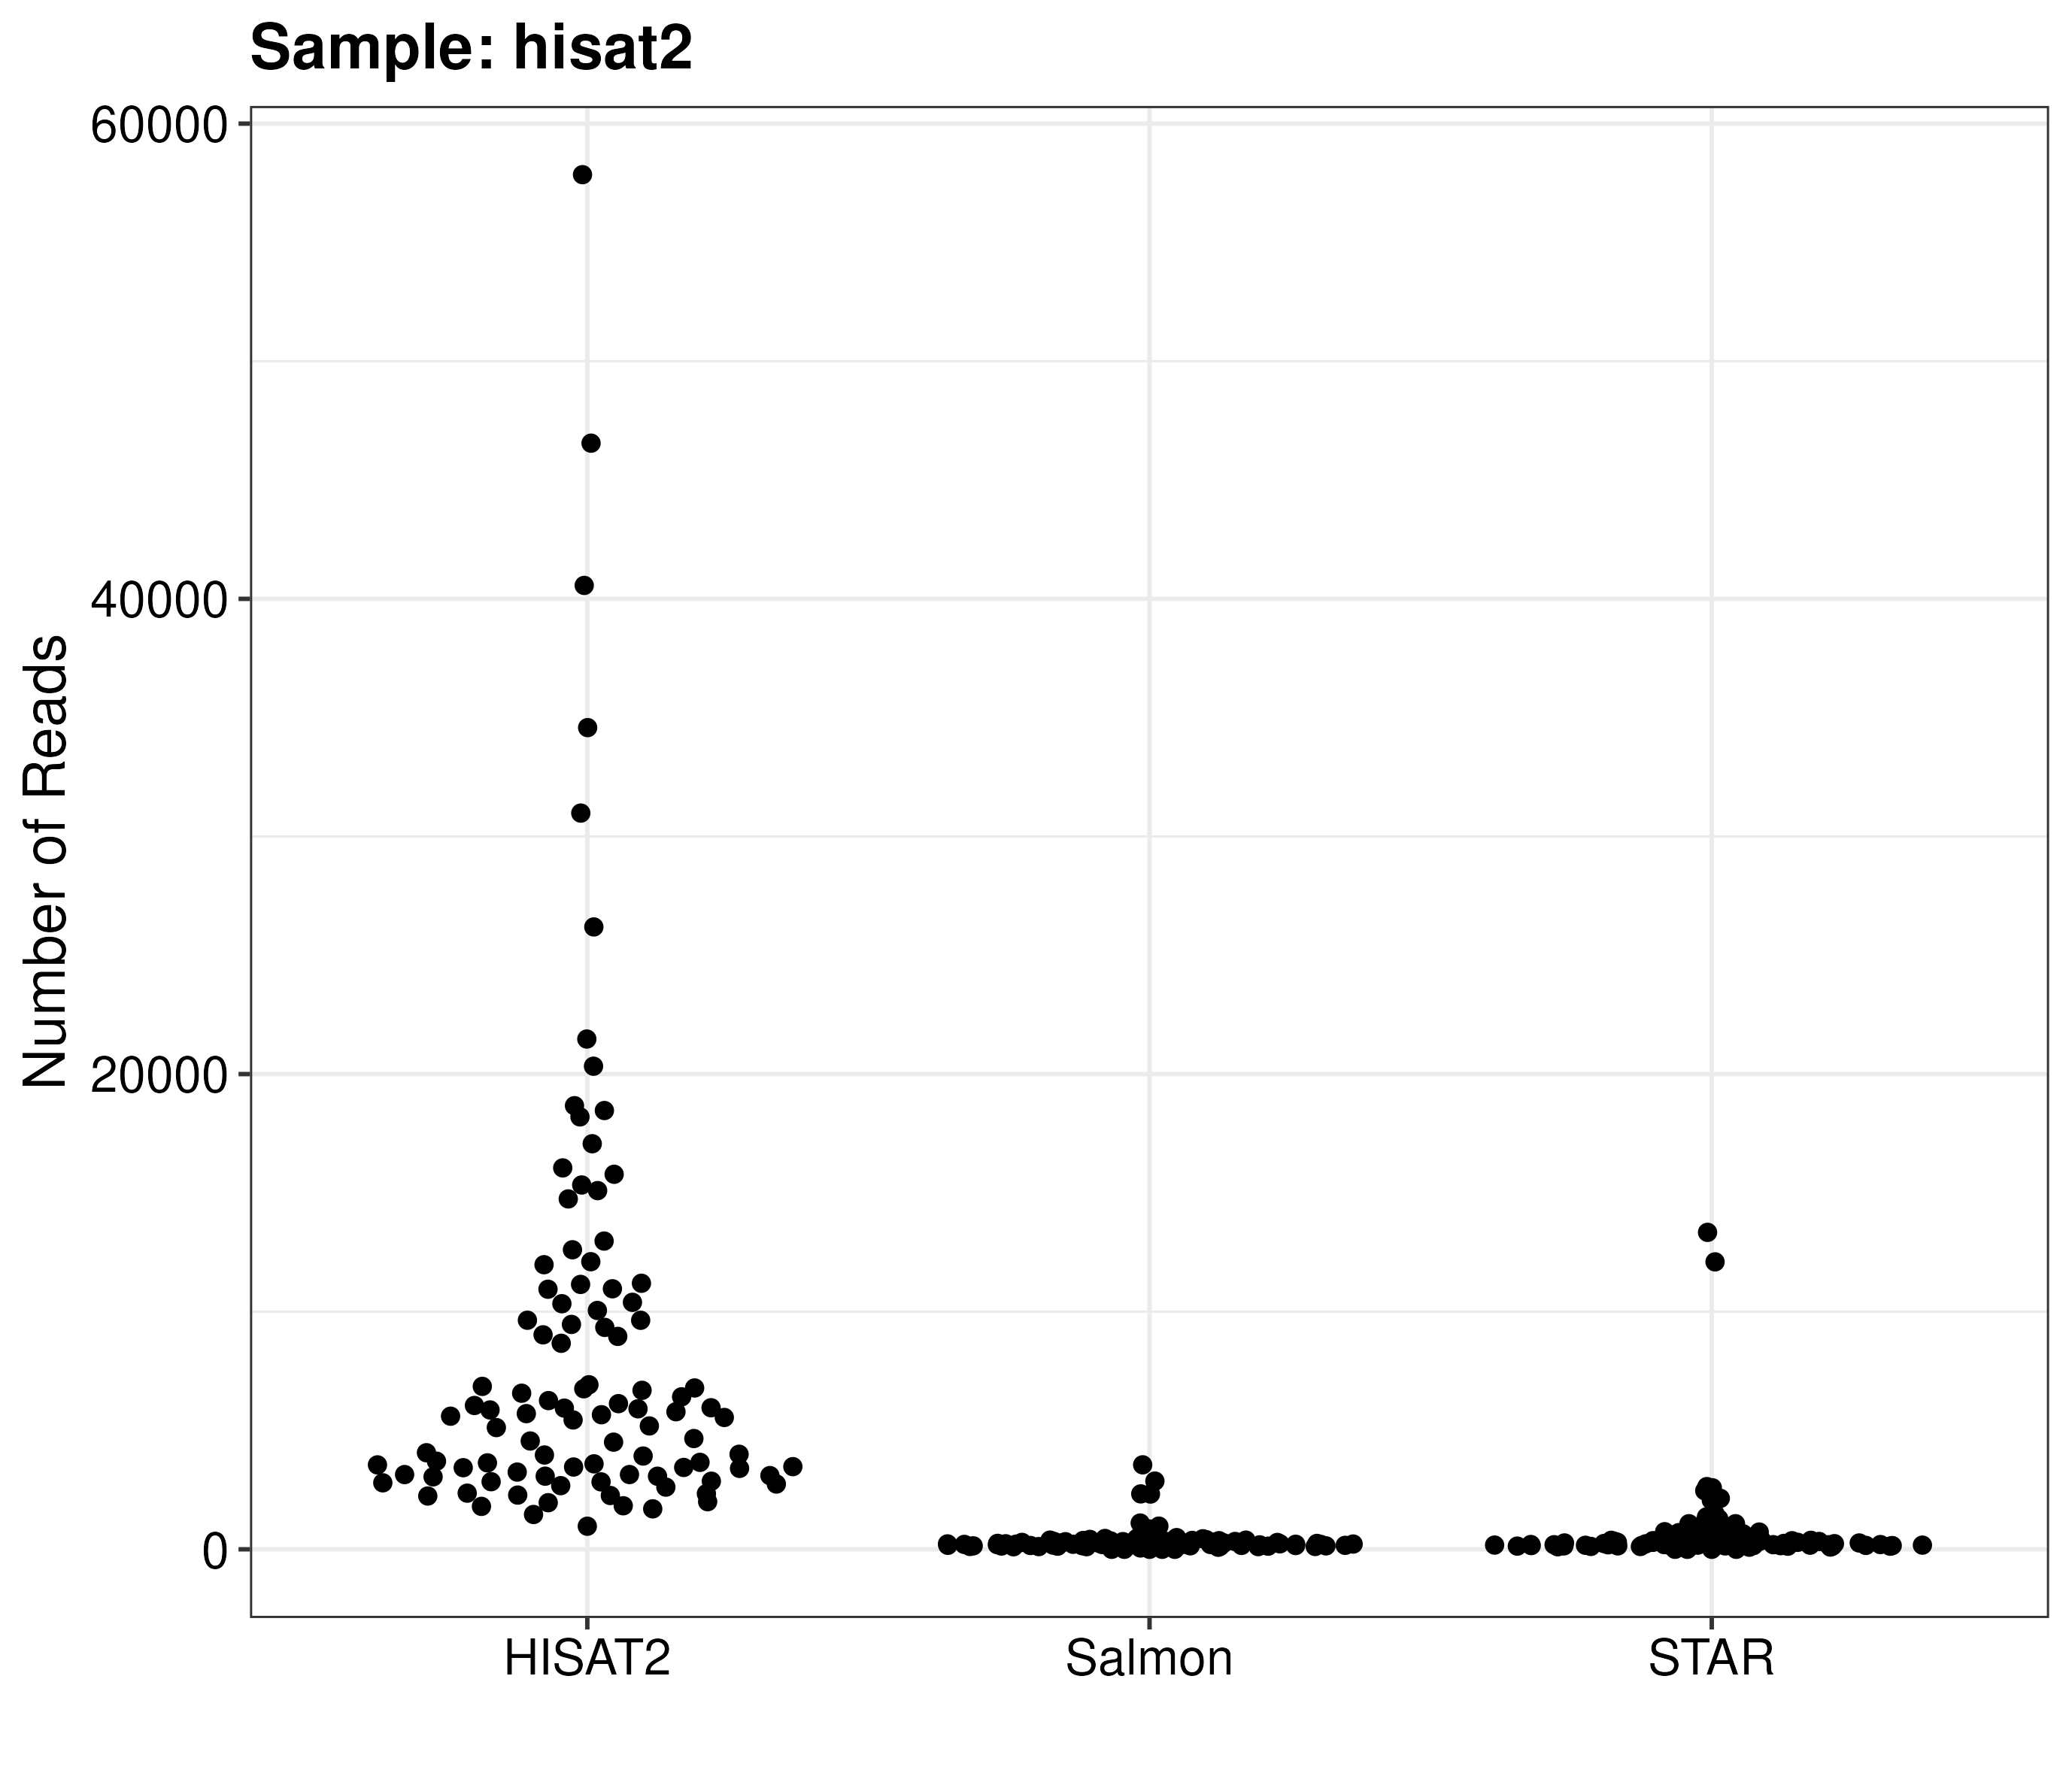 Sample: hisat2
60000
40000
20000
0
Number of Reads
HISAT2
Salmon
STAR